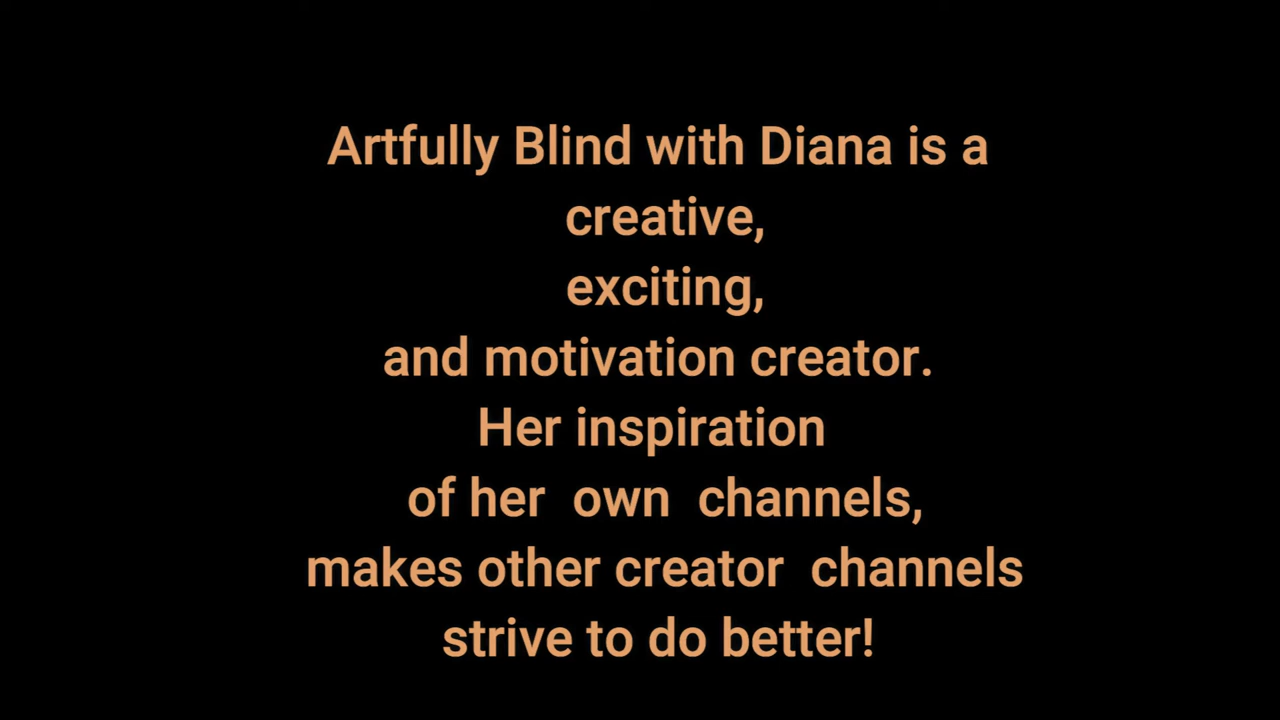 Artfully Blind with Diana is a
creative,
exciting,
and motivation creator.
Her inspiration
of her  own  channels,
makes other creator  channels
strive to do better!